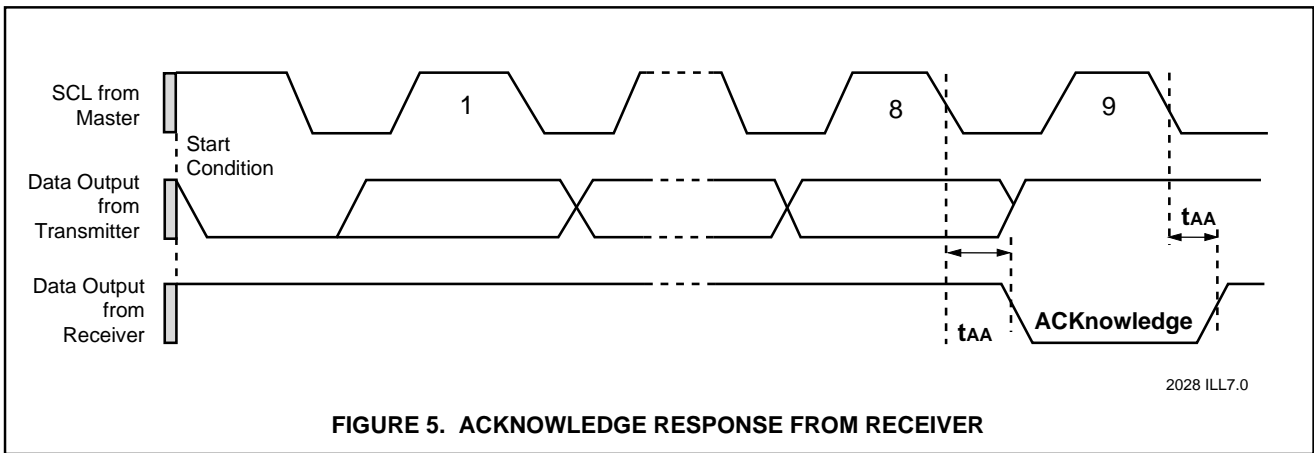 SCL from
Master
1
8
9
Start
Condition
Data Output
from
Transmitter
tAA
Data Output
from
Receiver
tAA
ACKnowledge
2028 ILL7.0
FIGURE 5. ACKNOWLEDGE RESPONSE FROM RECEIVER